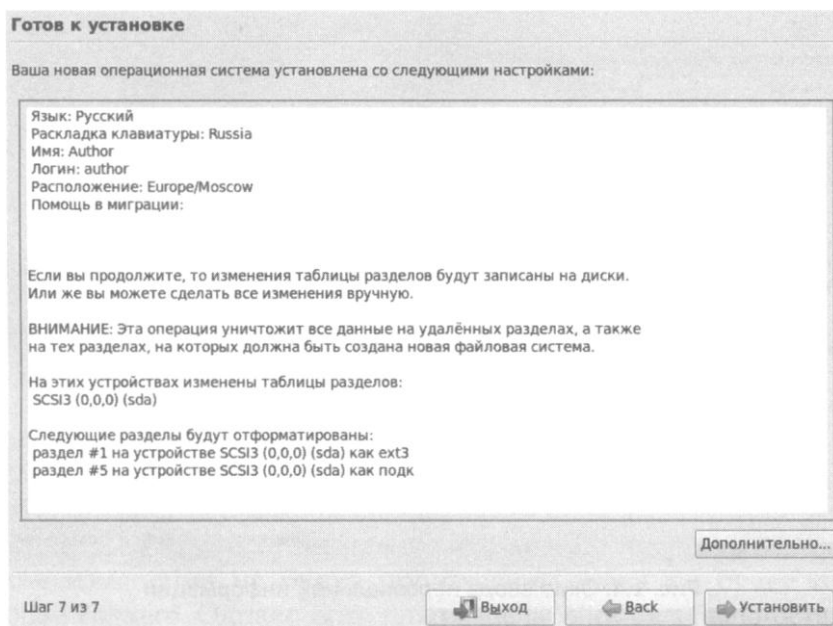 Готов к установке
Ваша новая операционная система установлена со следующими настройками:
Язык: Русский
Раскладка клавиатуры: Russia
Имя: Author
Логин: author
Расположение: Europe/Moscow
Помощь в миграции:
Если вы продолжите, то изменения таблицы разделов будут записаны на диски.
Или же вы можете сделать все изменения вручную.
ВНИМАНИЕ: Эта операция уничтожит все данные на удалённых разделах, а также
на тех разделах, на которых должна быть создана новая файловая система.
На этих устройствах изменены таблицы разделов:
SCSI3 (0,0,0) (sda)
Следующие разделы будут отформатированы:
раздел #1 на устройстве SCSI3 (0,0,0) (sda) как ext3
раздел #5 на устройстве SCSI3 (0,0,0) (sda) как подк
Дополнительно...
Шаг 7 из 7
Выход
Back
Установить